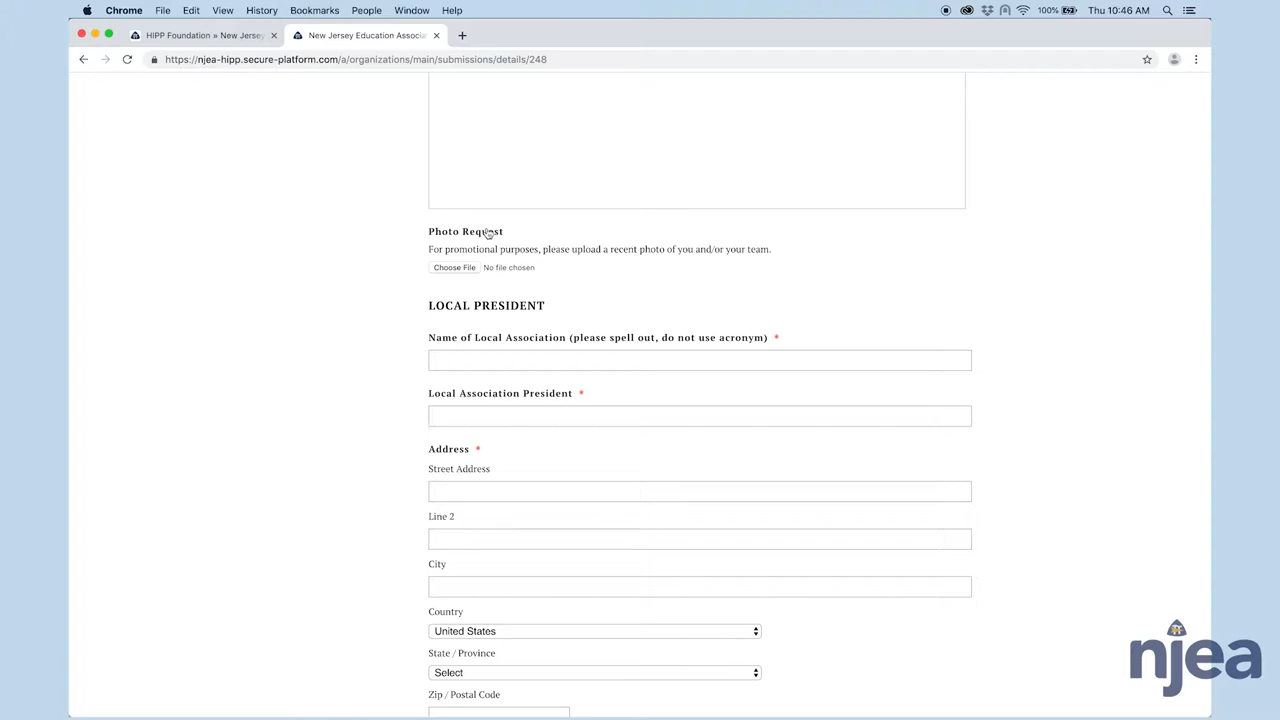 Chrome File Edit View History Bookmarks People Window Help 100% Thu 10:46 AM
HIPP Foundation » New Jersey
New Jersey Education Associa
https://njea-hipp.secure-platform.com/a/organizations/main/submissions/details/248
Photo Request
For promotional purposes, please upload a recent photo of you and/or your team.
Choose File No file chosen
LOCAL PRESIDENT
Name of Local Association (please spell out, do not use acronym) *
Local Association President *
Address *
Street Address
Line 2
City
Country
United States
State / Province
Select
Zip / Postal Code
njea